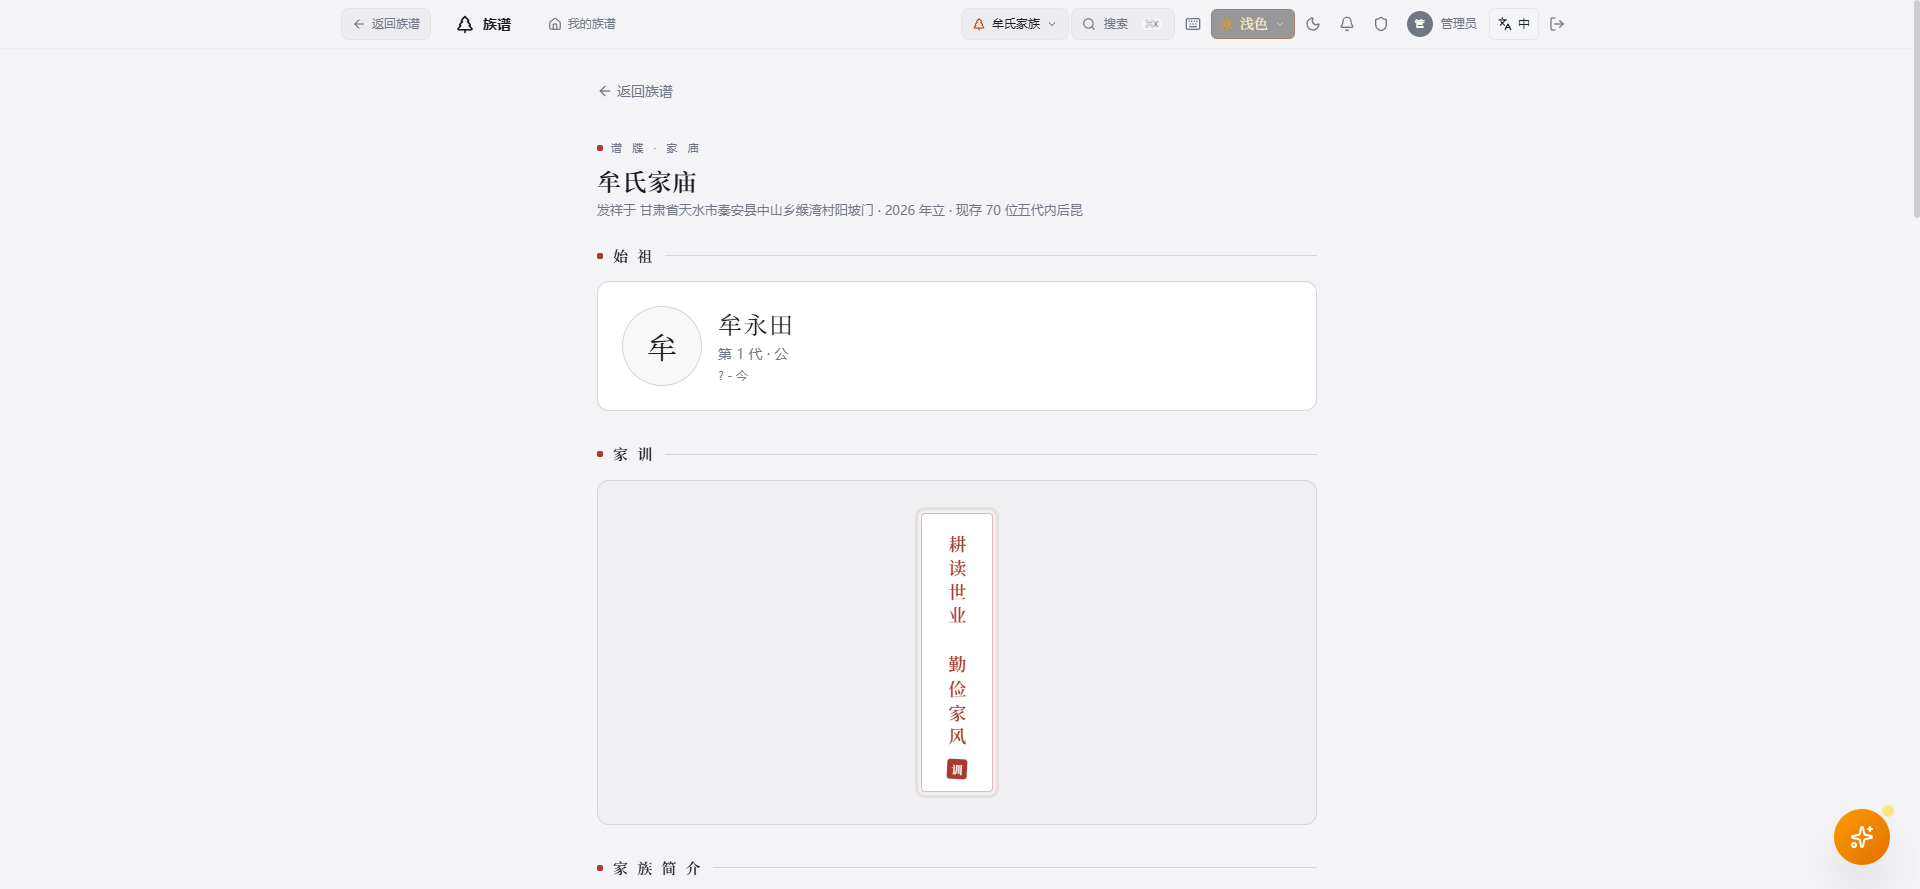 返回族谱 族谱 我的族谱 牟氏家族 搜索 ⌘K 浅色 管 管理员 中
返回族谱
谱牒·家庙
牟氏家庙
发祥于 甘肃省天水市秦安县中山乡缑湾村阳坡门 · 2026 年立 · 现存 70 位五代内后昆
始祖
牟
牟永田
第 1 代 · 公
? - 今
家训
耕读世业 勤俭家风
训
家族简介